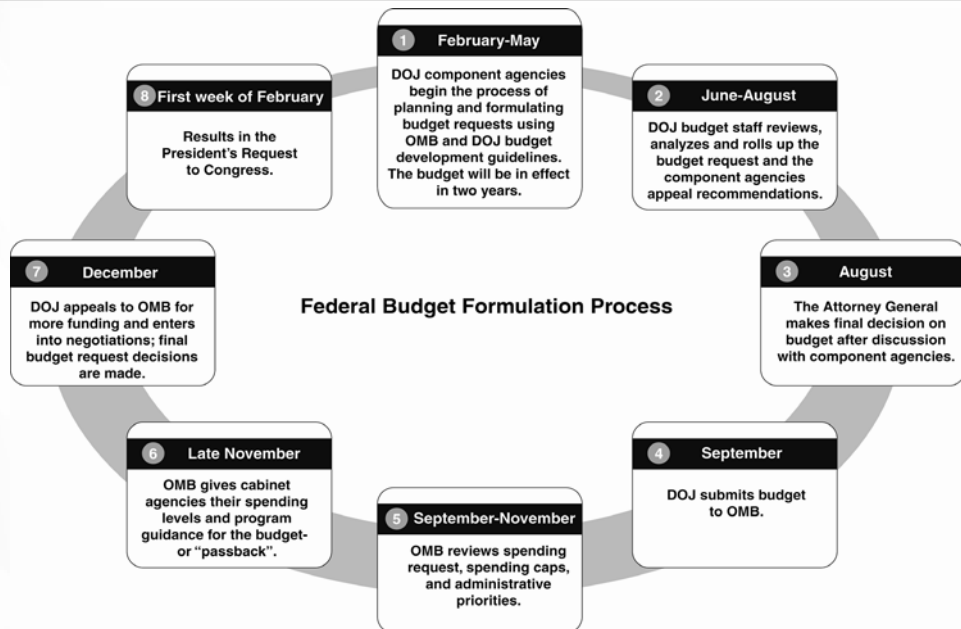 1 February-May
DOJ component agencies
begin the process of
planning and formulating
budget requests using
OMB and DOJ budget
development guidelines.
The budget will be in effect
in two years.
2 June-August
DOJ budget staff reviews,
analyzes and rolls up the
budget request and the
component agencies
appeal recommendations.
3 August
The Attorney General
makes final decision on
budget after discussion
with component agencies.
4 September
DOJ submits budget
to OMB.
5 September-November
OMB reviews spending
request, spending caps,
and administrative
priorities.
6 Late November
OMB gives cabinet
agencies their spending
levels and program
guidance for the budget-
or “passback”.
7 December
DOJ appeals to OMB for
more funding and enters
into negotiations; final
budget request decisions
are made.
8 First week of February
Results in the
President’s Request
to Congress.
Federal Budget Formulation Process